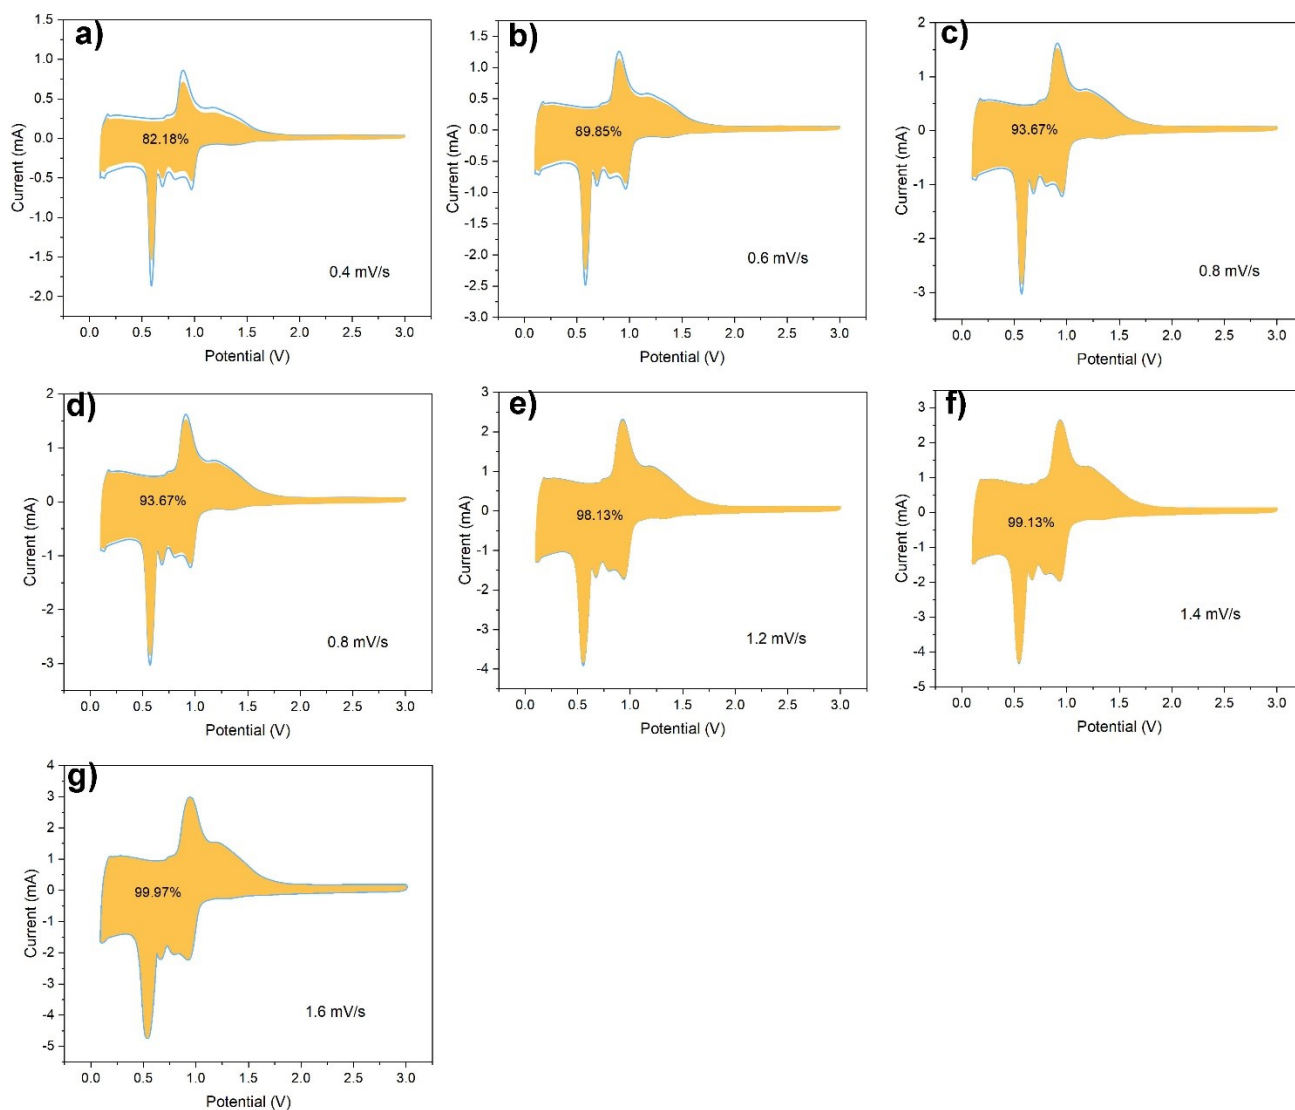 a)
1.5
1.0
0.5
0.0
-0.5
-1.0
-1.5
-2.0
Current (mA)
82.18%
0.4 mV/s
0.0 0.5 1.0 1.5 2.0 2.5 3.0
Potential (V)
b)
1.5
1.0
0.5
0.0
-0.5
-1.0
-1.5
-2.0
-2.5
-3.0
Current (mA)
89.85%
0.6 mV/s
0.0 0.5 1.0 1.5 2.0 2.5 3.0
Potential (V)
c)
2
1
0
-1
-2
-3
Current (mA)
93.67%
0.8 mV/s
0.0 0.5 1.0 1.5 2.0 2.5 3.0
Potential (V)
d)
2
1
0
-1
-2
-3
Current (mA)
93.67%
0.8 mV/s
0.0 0.5 1.0 1.5 2.0 2.5 3.0
Potential (V)
e)
3
2
1
0
-1
-2
-3
-4
Current (mA)
98.13%
1.2 mV/s
0.0 0.5 1.0 1.5 2.0 2.5 3.0
Potential (V)
f)
3
2
1
0
-1
-2
-3
-4
-5
Current (mA)
99.13%
1.4 mV/s
0.0 0.5 1.0 1.5 2.0 2.5 3.0
Potential (V)
g)
4
3
2
1
0
-1
-2
-3
-4
-5
Current (mA)
99.97%
1.6 mV/s
0.0 0.5 1.0 1.5 2.0 2.5 3.0
Potential (V)